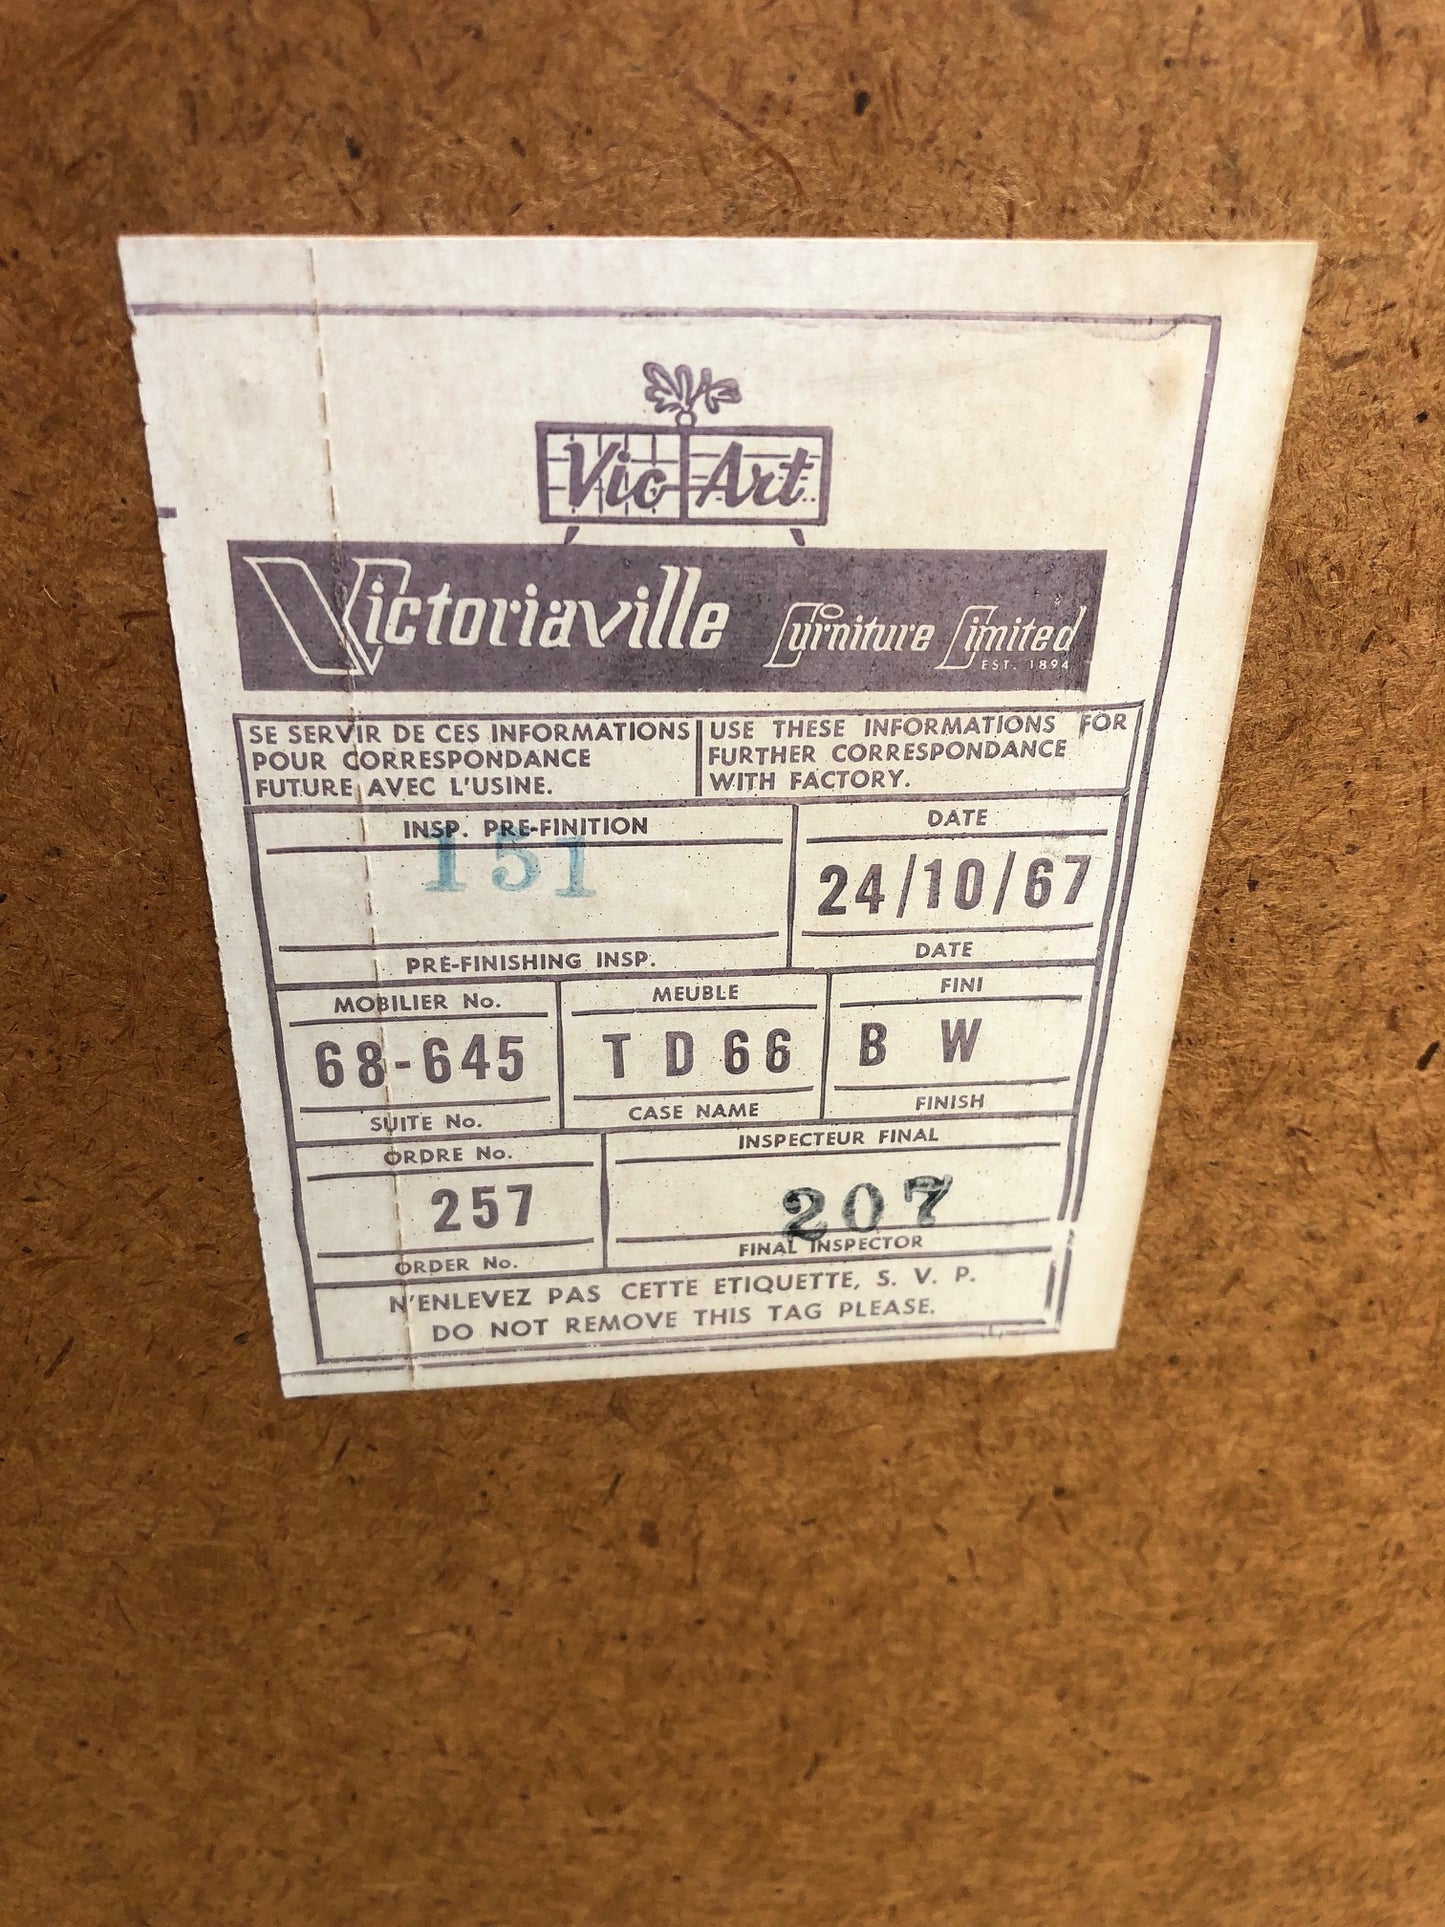 Vic Art
Victoriaville Furniture Limited
EST. 1894
SE SERVIR DE CES INFORMATIONS
POUR CORRESPONDANCE
FUTURE AVEC L'USINE.
USE THESE INFORMATIONS FOR
FURTHER CORRESPONDANCE
WITH FACTORY.
INSP. PRE-FINITION
151
PRE-FINISHING INSP.
DATE
24/10/67
DATE
MOBILIER No.
68-645
SUITE No.
MEUBLE
T D 66
CASE NAME
FINI
B W
FINISH
ORDRE No.
257
ORDER No.
INSPECTEUR FINAL
207
FINAL INSPECTOR
N'ENLEVEZ PAS CETTE ETIQUETTE, S. V. P.
DO NOT REMOVE THIS TAG PLEASE.